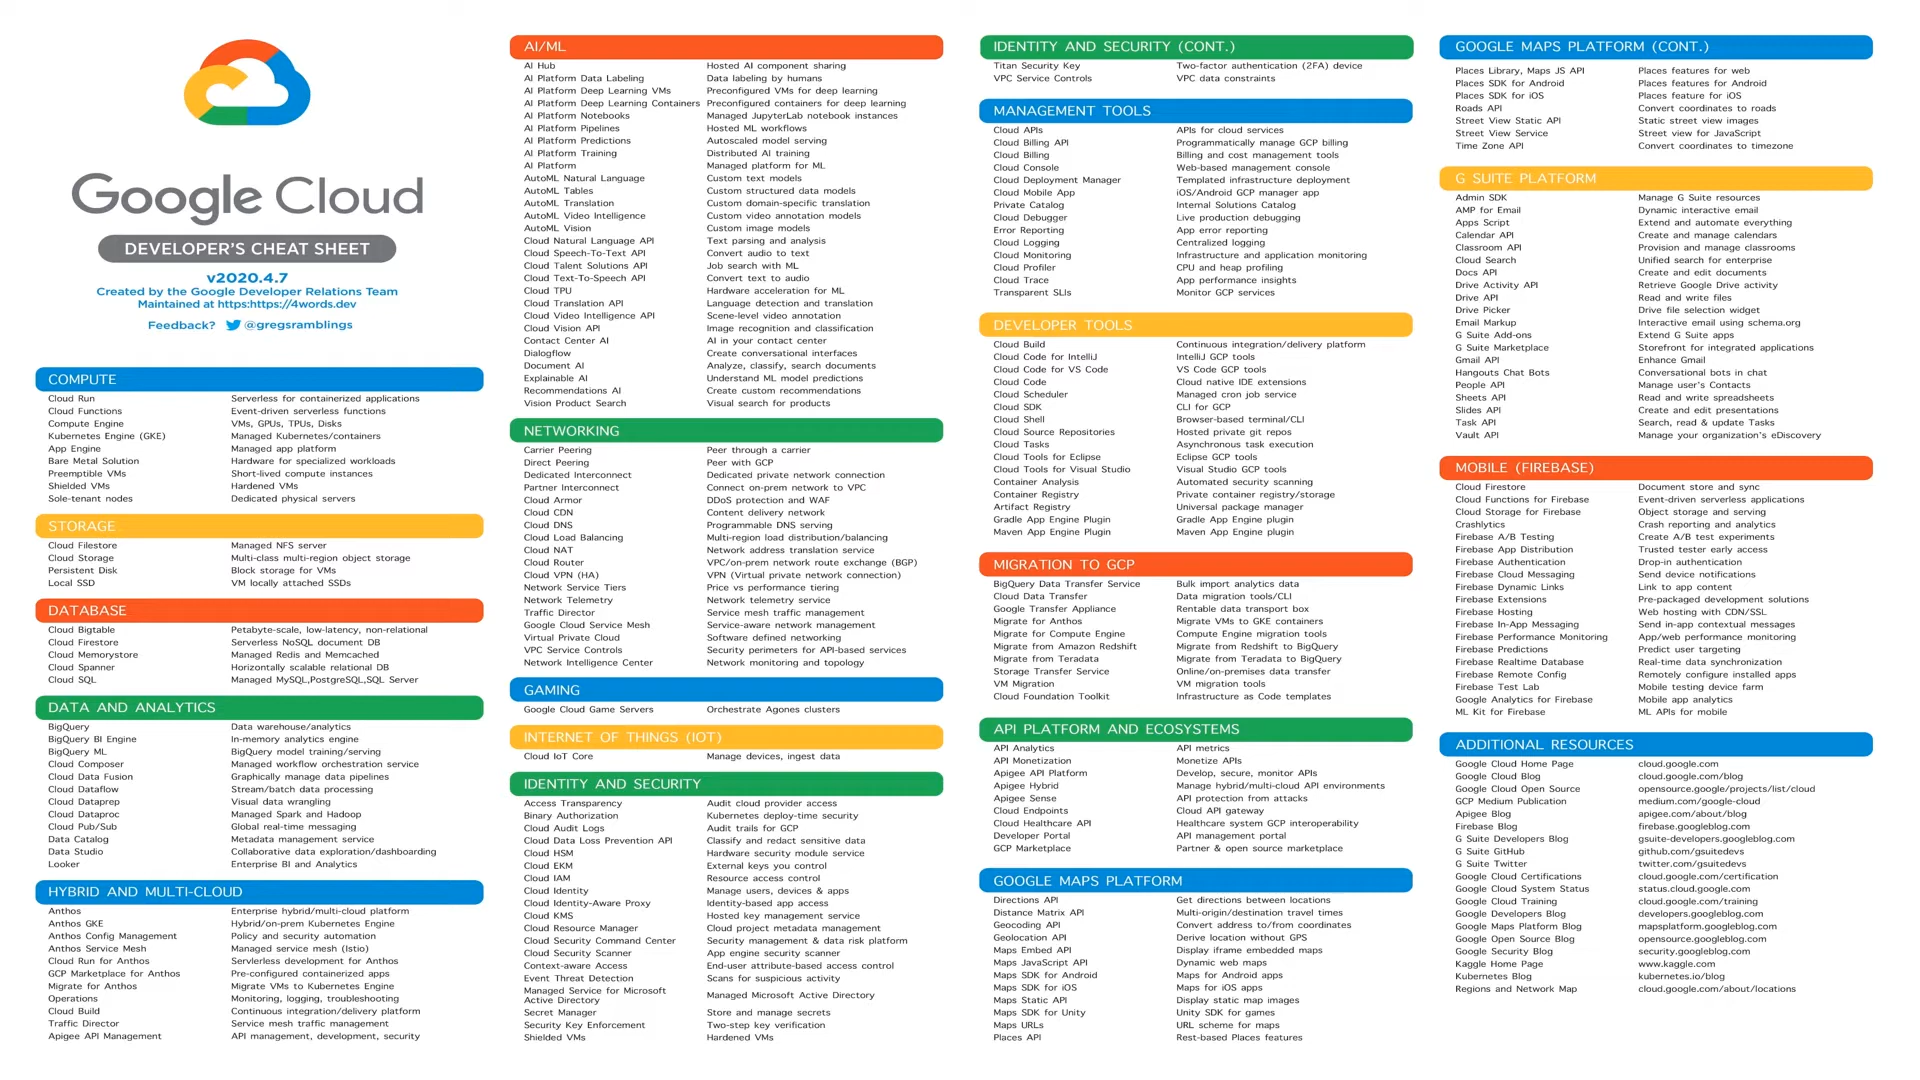 Google Cloud
DEVELOPER'S CHEAT SHEET
v2020.4.7
Created by the Google Developer Relations Team
Maintained at https:https://4words.dev
Feedback? @gregsramblings
COMPUTE
Cloud Run Serverless for containerized applications
Cloud Functions Event-driven serverless functions
Compute Engine VMs, GPUs, TPUs, Disks
Kubernetes Engine (GKE) Managed Kubernetes/containers
App Engine Managed app platform
Bare Metal Solution Hardware for specialized workloads
Preemptible VMs Short-lived compute instances
Shielded VMs Hardened VMs
Sole-tenant nodes Dedicated physical servers
STORAGE
Cloud Filestore Managed NFS server
Cloud Storage Multi-class multi-region object storage
Persistent Disk Block storage for VMs
Local SSD VM locally attached SSDs
DATABASE
Cloud Bigtable Petabyte-scale, low-latency, non-relational
Cloud Firestore Serverless NoSQL document DB
Cloud Memorystore Managed Redis and Memcached
Cloud Spanner Horizontally scalable relational DB
Cloud SQL Managed MySQL,PostgreSQL,SQL Server
DATA AND ANALYTICS
BigQuery Data warehouse/analytics
BigQuery BI Engine In-memory analytics engine
BigQuery ML BigQuery model training/serving
Cloud Composer Managed workflow orchestration service
Cloud Data Fusion Graphically manage data pipelines
Cloud Dataflow Stream/batch data processing
Cloud Dataprep Visual data wrangling
Cloud Dataproc Managed Spark and Hadoop
Cloud Pub/Sub Global real-time messaging
Data Catalog Metadata management service
Data Studio Collaborative data exploration/dashboarding
Looker Enterprise BI and Analytics
HYBRID AND MULTI-CLOUD
Anthos Enterprise hybrid/multi-cloud platform
Anthos GKE Hybrid/on-prem Kubernetes Engine
Anthos Config Management Policy and security automation
Anthos Service Mesh Managed service mesh (Istio)
Cloud Run for Anthos Servlerless development for Anthos
GCP Marketplace for Anthos Pre-configured containerized apps
Migrate for Anthos Migrate VMs to Kubernetes Engine
Operations Monitoring, logging, troubleshooting
Cloud Build Continuous integration/delivery platform
Traffic Director Service mesh traffic management
Apigee API Management API management, development, security
AI/ML
AI Hub Hosted AI component sharing
AI Platform Data Labeling Data labeling by humans
AI Platform Deep Learning VMs Preconfigured VMs for deep learning
AI Platform Deep Learning Containers Preconfigured containers for deep learning
AI Platform Notebooks Managed JupyterLab notebook instances
AI Platform Pipelines Hosted ML workflows
AI Platform Predictions Autoscaled model serving
AI Platform Training Distributed AI training
AI Platform Managed platform for ML
AutoML Natural Language Custom text models
AutoML Tables Custom structured data models
AutoML Translation Custom domain-specific translation
AutoML Video Intelligence Custom video annotation models
AutoML Vision Custom image models
Cloud Natural Language API Text parsing and analysis
Cloud Speech-To-Text API Convert audio to text
Cloud Talent Solutions API Job search with ML
Cloud Text-To-Speech API Convert text to audio
Cloud TPU Hardware acceleration for ML
Cloud Translation API Language detection and translation
Cloud Video Intelligence API Scene-level video annotation
Cloud Vision API Image recognition and classification
Contact Center AI AI in your contact center
Dialogflow Create conversational interfaces
Document AI Analyze, classify, search documents
Explainable AI Understand ML model predictions
Recommendations AI Create custom recommendations
Vision Product Search Visual search for products
NETWORKING
Carrier Peering Peer through a carrier
Direct Peering Peer with GCP
Dedicated Interconnect Dedicated private network connection
Partner Interconnect Connect on-prem network to VPC
Cloud Armor DDoS protection and WAF
Cloud CDN Content delivery network
Cloud DNS Programmable DNS serving
Cloud Load Balancing Multi-region load distribution/balancing
Cloud NAT Network address translation service
Cloud Router VPC/on-prem network route exchange (BGP)
Cloud VPN (HA) VPN (Virtual private network connection)
Network Service Tiers Price vs performance tiering
Network Telemetry Network telemetry service
Traffic Director Service mesh traffic management
Google Cloud Service Mesh Service-aware network management
Virtual Private Cloud Software defined networking
VPC Service Controls Security perimeters for API-based services
Network Intelligence Center Network monitoring and topology
GAMING
Google Cloud Game Servers Orchestrate Agones clusters
INTERNET OF THINGS (IOT)
Cloud IoT Core Manage devices, ingest data
IDENTITY AND SECURITY
Access Transparency Audit cloud provider access
Binary Authorization Kubernetes deploy-time security
Cloud Audit Logs Audit trails for GCP
Cloud Data Loss Prevention API Classify and redact sensitive data
Cloud HSM Hardware security module service
Cloud EKM External keys you control
Cloud IAM Resource access control
Cloud Identity Manage users, devices & apps
Cloud Identity-Aware Proxy Identity-based app access
Cloud KMS Hosted key management service
Cloud Resource Manager Cloud project metadata management
Cloud Security Command Center Security management & data risk platform
Cloud Security Scanner App engine security scanner
Context-aware Access End-user attribute-based access control
Event Threat Detection Scans for suspicious activity
Managed Service for Microsoft
Active Directory Managed Microsoft Active Directory
Secret Manager Store and manage secrets
Security Key Enforcement Two-step key verification
Shielded VMs Hardened VMs
IDENTITY AND SECURITY (CONT.)
Titan Security Key Two-factor authentication (2FA) device
VPC Service Controls VPC data constraints
MANAGEMENT TOOLS
Cloud APIs APIs for cloud services
Cloud Billing API Programmatically manage GCP billing
Cloud Billing Billing and cost management tools
Cloud Console Web-based management console
Cloud Deployment Manager Templated infrastructure deployment
Cloud Mobile App iOS/Android GCP manager app
Private Catalog Internal Solutions Catalog
Cloud Debugger Live production debugging
Error Reporting App error reporting
Cloud Logging Centralized logging
Cloud Monitoring Infrastructure and application monitoring
Cloud Profiler CPU and heap profiling
Cloud Trace App performance insights
Transparent SLIs Monitor GCP services
DEVELOPER TOOLS
Cloud Build Continuous integration/delivery platform
Cloud Code for IntelliJ IntelliJ GCP tools
Cloud Code for VS Code VS Code GCP tools
Cloud Code Cloud native IDE extensions
Cloud Scheduler Managed cron job service
Cloud SDK CLI for GCP
Cloud Shell Browser-based terminal/CLI
Cloud Source Repositories Hosted private git repos
Cloud Tasks Asynchronous task execution
Cloud Tools for Eclipse Eclipse GCP tools
Cloud Tools for Visual Studio Visual Studio GCP tools
Container Analysis Automated security scanning
Container Registry Private container registry/storage
Artifact Registry Universal package manager
Gradle App Engine Plugin Gradle App Engine plugin
Maven App Engine Plugin Maven App Engine plugin
MIGRATION TO GCP
BigQuery Data Transfer Service Bulk import analytics data
Cloud Data Transfer Data migration tools/CLI
Google Transfer Appliance Rentable data transport box
Migrate for Anthos Migrate VMs to GKE containers
Migrate for Compute Engine Compute Engine migration tools
Migrate from Amazon Redshift Migrate from Redshift to BigQuery
Migrate from Teradata Migrate from Teradata to BigQuery
Storage Transfer Service Online/on-premises data transfer
VM Migration VM migration tools
Cloud Foundation Toolkit Infrastructure as Code templates
API PLATFORM AND ECOSYSTEMS
API Analytics API metrics
API Monetization Monetize APIs
Apigee API Platform Develop, secure, monitor APIs
Apigee Hybrid Manage hybrid/multi-cloud API environments
Apigee Sense API protection from attacks
Cloud Endpoints Cloud API gateway
Cloud Healthcare API Healthcare system GCP interoperability
Developer Portal API management portal
GCP Marketplace Partner & open source marketplace
GOOGLE MAPS PLATFORM
Directions API Get directions between locations
Distance Matrix API Multi-origin/destination travel times
Geocoding API Convert address to/from coordinates
Geolocation API Derive location without GPS
Maps Embed API Display iframe embedded maps
Maps JavaScript API Dynamic web maps
Maps SDK for Android Maps for Android apps
Maps SDK for iOS Maps for iOS apps
Maps Static API Display static map images
Maps SDK for Unity Unity SDK for games
Maps URLs URL scheme for maps
Places API Rest-based Places features
GOOGLE MAPS PLATFORM (CONT.)
Places Library, Maps JS API Places features for web
Places SDK for Android Places features for Android
Places SDK for iOS Places feature for iOS
Roads API Convert coordinates to roads
Street View Static API Static street view images
Street View Service Street view for JavaScript
Time Zone API Convert coordinates to timezone
G SUITE PLATFORM
Admin SDK Manage G Suite resources
AMP for Email Dynamic interactive email
Apps Script Extend and automate everything
Calendar API Create and manage calendars
Classroom API Provision and manage classrooms
Cloud Search Unified search for enterprise
Docs API Create and edit documents
Drive Activity API Retrieve Google Drive activity
Drive API Read and write files
Drive Picker Drive file selection widget
Email Markup Interactive email using schema.org
G Suite Add-ons Extend G Suite apps
G Suite Marketplace Storefront for integrated applications
Gmail API Enhance Gmail
Hangouts Chat Bots Conversational bots in chat
People API Manage user's Contacts
Sheets API Read and write spreadsheets
Slides API Create and edit presentations
Task API Search, read & update Tasks
Vault API Manage your organization's eDiscovery
MOBILE (FIREBASE)
Cloud Firestore Document store and sync
Cloud Functions for Firebase Event-driven serverless applications
Cloud Storage for Firebase Object storage and serving
Crashlytics Crash reporting and analytics
Firebase A/B Testing Create A/B test experiments
Firebase App Distribution Trusted tester early access
Firebase Authentication Drop-in authentication
Firebase Cloud Messaging Send device notifications
Firebase Dynamic Links Link to app content
Firebase Extensions Pre-packaged development solutions
Firebase Hosting Web hosting with CDN/SSL
Firebase In-App Messaging Send in-app contextual messages
Firebase Performance Monitoring App/web performance monitoring
Firebase Predictions Predict user targeting
Firebase Realtime Database Real-time data synchronization
Firebase Remote Config Remotely configure installed apps
Firebase Test Lab Mobile testing device farm
Google Analytics for Firebase Mobile app analytics
ML Kit for Firebase ML APIs for mobile
ADDITIONAL RESOURCES
Google Cloud Home Page cloud.google.com
Google Cloud Blog cloud.google.com/blog
Google Cloud Open Source opensource.google/projects/list/cloud
GCP Medium Publication medium.com/google-cloud
Apigee Blog apigee.com/about/blog
Firebase Blog firebase.googleblog.com
G Suite Developers Blog gsuite-developers.googleblog.com
G Suite GitHub github.com/gsuitedevs
G Suite Twitter twitter.com/gsuitedevs
Google Cloud Certifications cloud.google.com/certification
Google Cloud System Status status.cloud.google.com
Google Cloud Training cloud.google.com/training
Google Developers Blog developers.googleblog.com
Google Maps Platform Blog mapsplatform.googleblog.com
Google Open Source Blog opensource.googleblog.com
Google Security Blog security.googleblog.com
Kaggle Home Page www.kaggle.com
Kubernetes Blog kubernetes.io/blog
Regions and Network Map cloud.google.com/about/locations